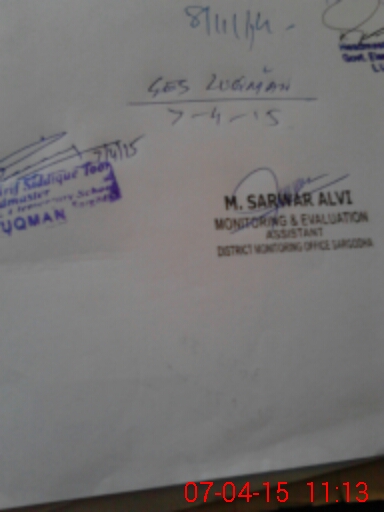 8/11/14.
GES LUQMAN
7-4-15
7/4/15
Siddique
UQMAN
M. SARWAR ALVI
MONITORING & EVALUATION
ASSISTANT
DISTRICT MONITORING OFFICE SARGODHA
07-04-15 11:13